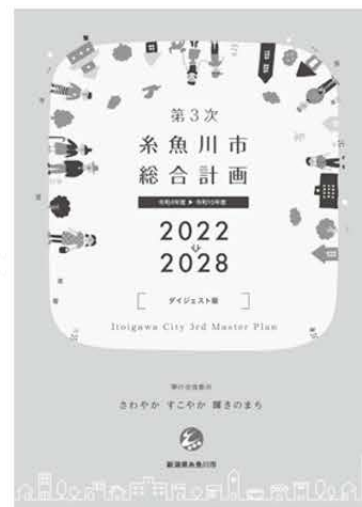 第3次
糸魚川市
総合計画
令和4年度 ▶ 令和10年度
2022
2028
ダイジェスト版
Itoigawa City 3rd Master Plan
さわやか すこやか 輝きのまち
新潟県糸魚川市